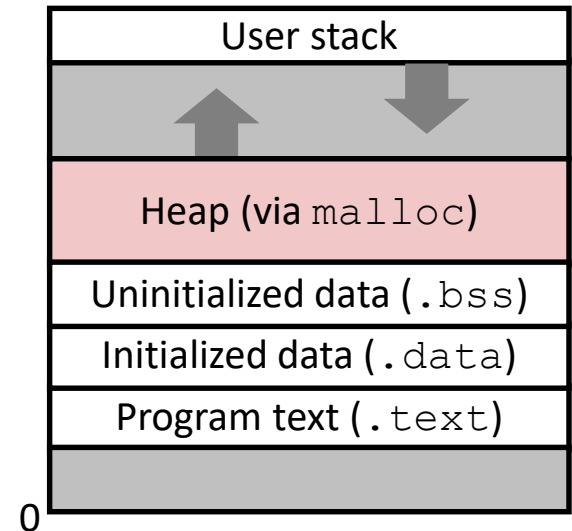 User stack
Heap (via malloc)
Uninitialized data (.bss)
Initialized data (.data)
Program text (.text)
0